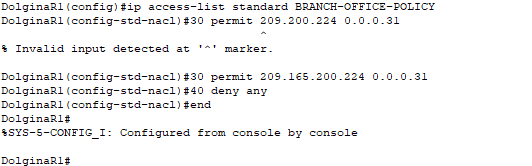 DolginaR1(config)#ip access-list standard BRANCH-OFFICE-POLICY
DolginaR1(config-std-nacl)#30 permit 209.200.224 0.0.0.31
^
% Invalid input detected at '^' marker.
DolginaR1(config-std-nacl)#30 permit 209.165.200.224 0.0.0.31
DolginaR1(config-std-nacl)#40 deny any
DolginaR1(config-std-nacl)#end
DolginaR1#
%SYS-5-CONFIG_I: Configured from console by console
DolginaR1#